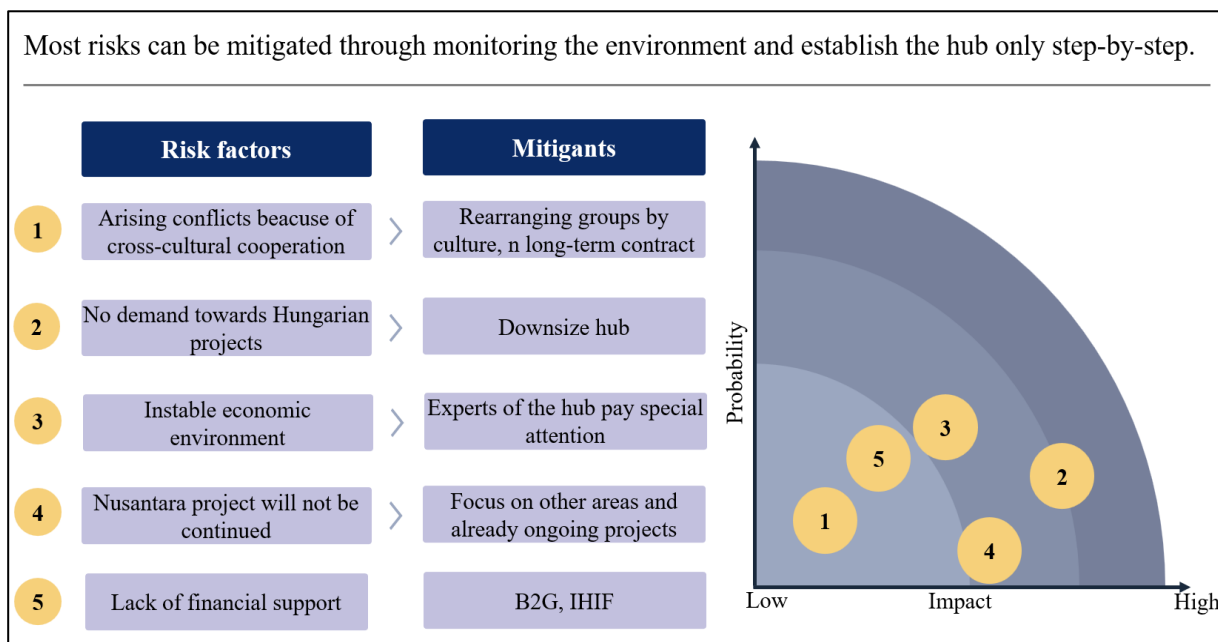 Most risks can be mitigated through monitoring the environment and establish the hub only step-by-step.
Risk factors
Mitigants
1
Arising conflicts beacuse of
cross-cultural cooperation
Rearranging groups by
culture, n long-term contract
2
No demand towards Hungarian
projects
Downsize hub
3
Instable economic
environment
Experts of the hub pay special
attention
4
Nusantara project will not be
continued
Focus on other areas and
already ongoing projects
5
Lack of financial support
B2G, IHIF
Probability
3
5
2
1
4
Low
Impact
High